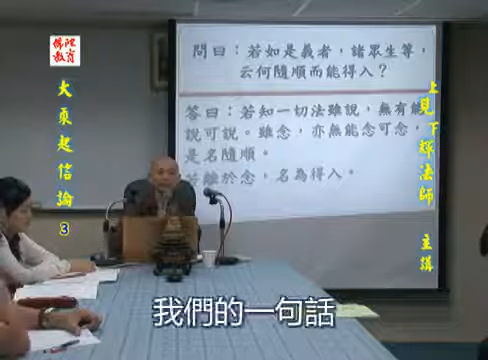 佛陀
教育
大乘起信論
3
問曰：若如是義者，諸眾生等，
云何隨順而能得入？
答曰：若知一切法雖說，無有能
說可說。雖念，亦無能念可念，
是名隨順。
若離於念，名為得入。
上見下輝法師 主講
我們的一句話